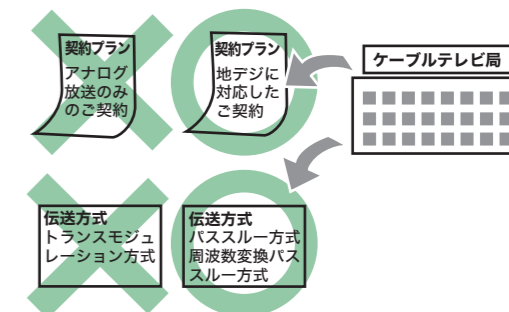 契約プラン
アナログ
放送のみ
のご契約
契約プラン
地デジに
対応した
ご契約
ケーブルテレビ局
伝送方式
トランスモジュ
レーション方式
伝送方式
パススルー方式
周波数変換パス
スルー方式